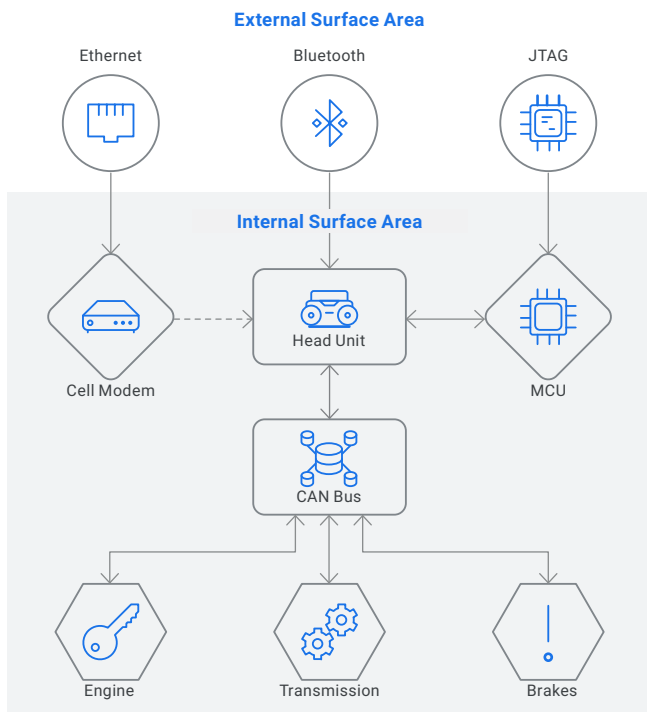 External Surface Area
Ethernet
Bluetooth
JTAG
Internal Surface Area
Head Unit
Cell Modem
MCU
CAN Bus
Engine
Transmission
Brakes